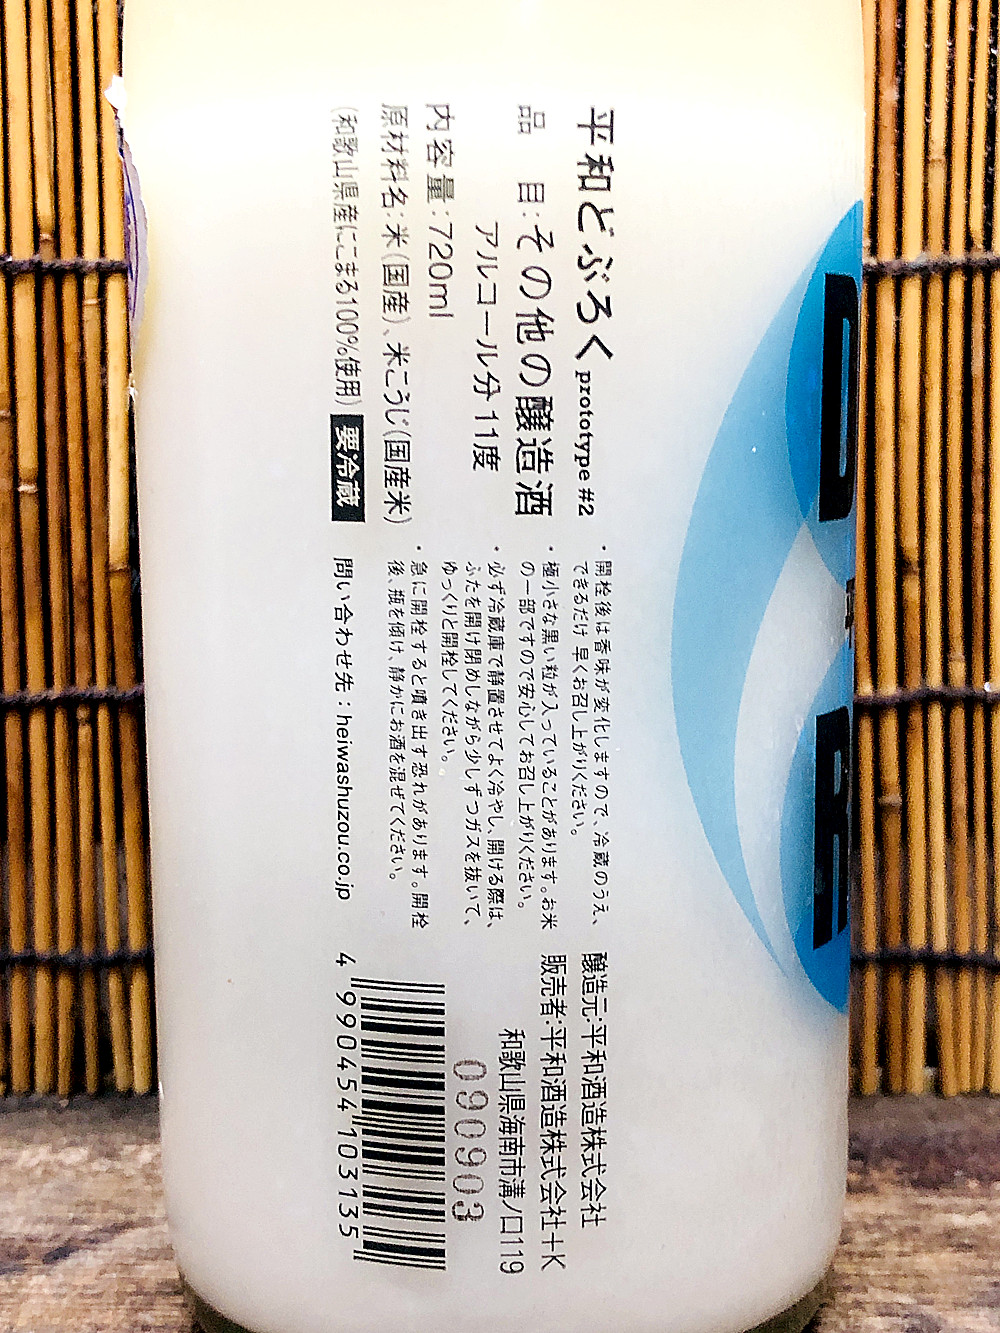 平和どぶろく prototype #2
品 目：その他の醸造酒
アルコール分 11度
内容量：720ml
原材料名：米（国産）、米こうじ（国産米）
（和歌山県産にこまる100％使用） 要冷蔵
・開栓後は香味が変化しますので、冷蔵のうえ、
できるだけ早くお召し上がりください。
・極小さな黒い粒が入っていることがあります。お米
の一部ですので安心してお召し上がりください。
・必ず冷蔵庫で静置させてよく冷やし、開ける際は、
ふたを開け閉めしながら少しずつガスを抜いて、
ゆっくりと開栓してください。
・急に開栓すると噴き出す恐れがあります。開栓
後、瓶を傾け、静かにお酒を混ぜてください。
問い合わせ先：heiwashuzou.co.jp
醸造元：平和酒造株式会社
販売者：平和酒造株式会社＋K
和歌山県海南市溝ノ口119
090903
4 990454 103135